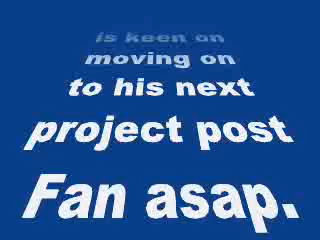 is keen on
moving on
to his next
project post
Fan asap.